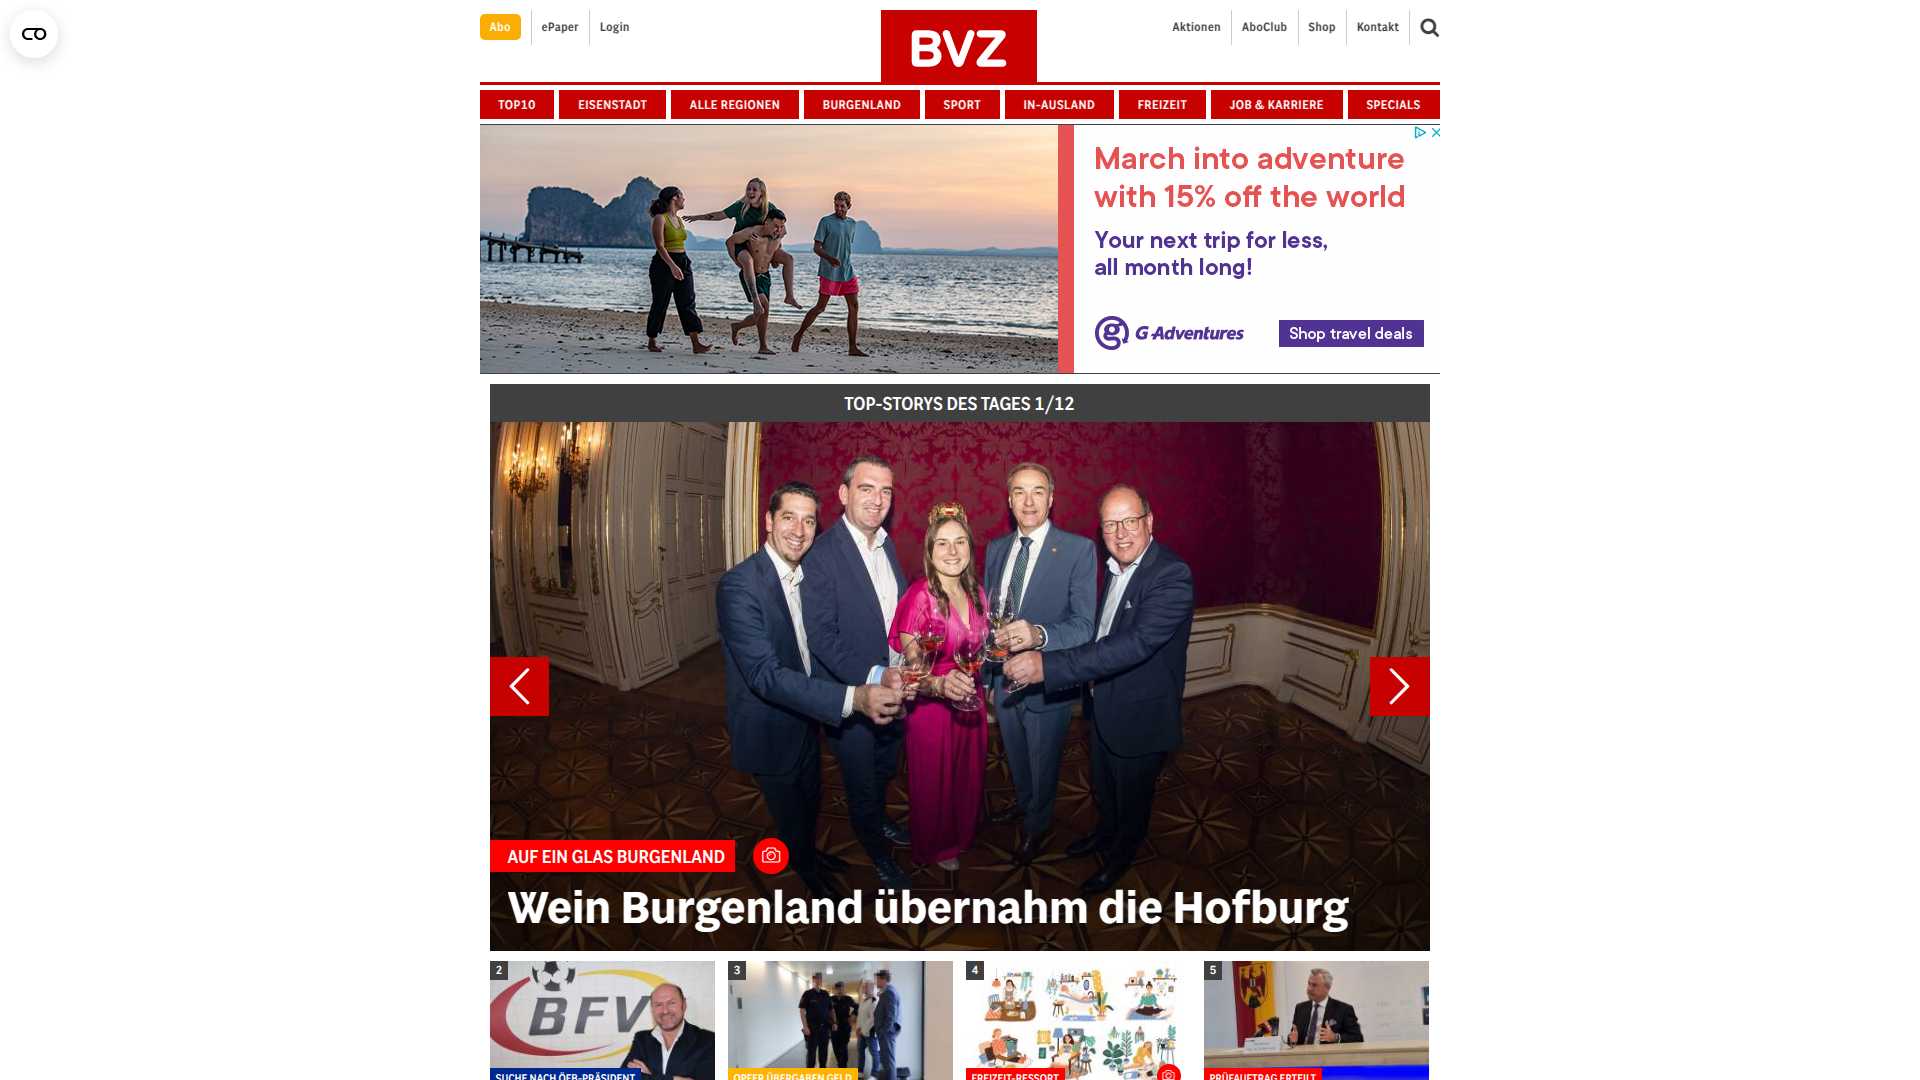 Abo
ePaper
Login
BVZ
Aktionen
AboClub
Shop
Kontakt
TOP10
EISENSTADT
ALLE REGIONEN
BURGENLAND
SPORT
IN-AUSLAND
FREIZEIT
JOB & KARRIERE
SPECIALS
March into adventure
with 15% off the world
Your next trip for less,
all month long!
G Adventures
Shop travel deals
TOP-STORYS DES TAGES 1/12
AUF EIN GLAS BURGENLAND
Wein Burgenland übernahm die Hofburg
2
BFV
SUCHE NACH ÖFB-PRÄSIDENT
3
OPFER ÜBERGABEN GELD
4
FREIZEIT-RESSORT
5
PRÜFAUFTRAG ERTEILT